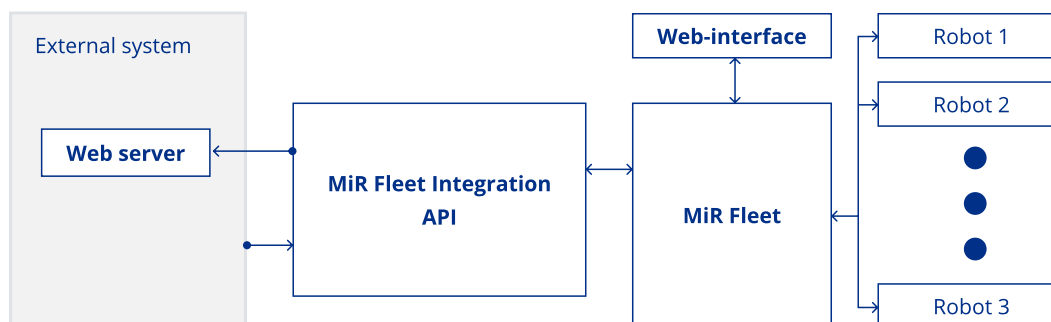 External system
Web server
MiR Fleet Integration
API
Web-interface
MiR Fleet
Robot 1
Robot 2
Robot 3